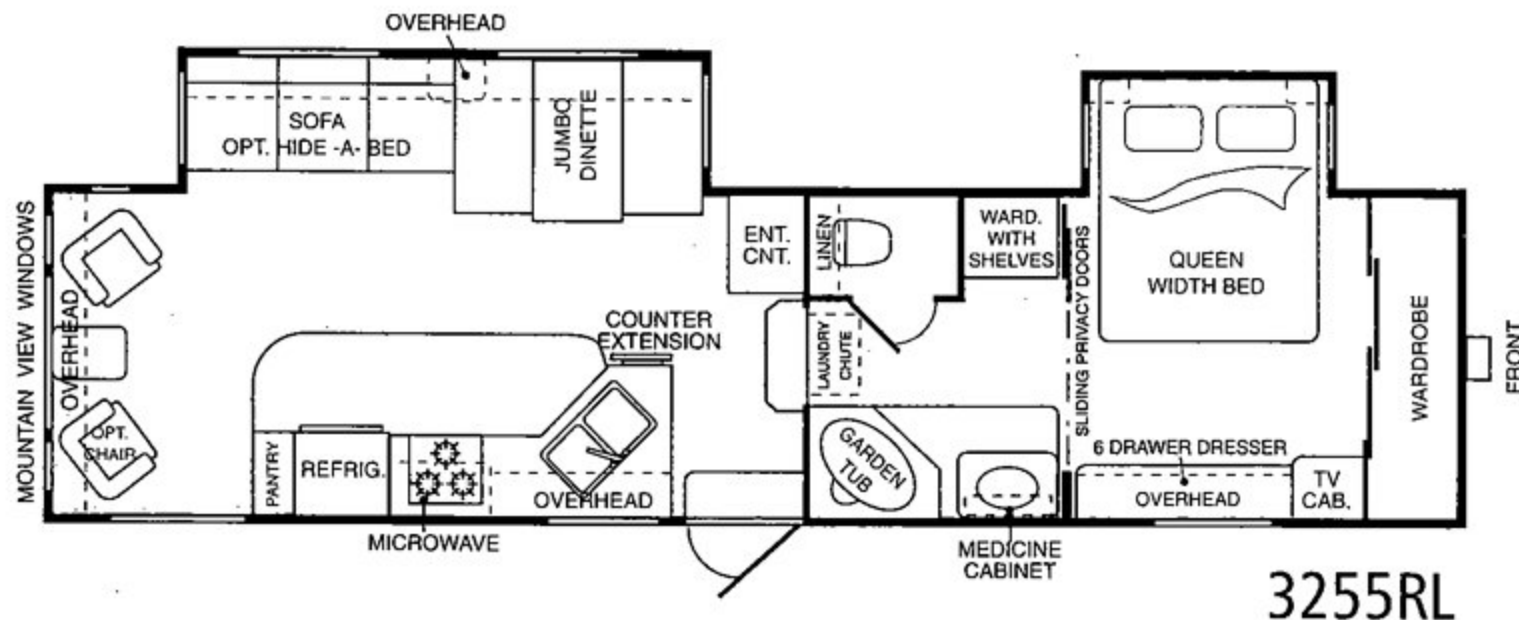 OVERHEAD
SOFA
OPT. HIDE -A- BED
JUMBO
DINETTE
MOUNTAIN VIEW WINDOWS
OVERHEAD
OPT.
CHAIR
ENT.
CNT.
LINEN
WARD.
WITH
SHELVES
SLIDING PRIVACY DOORS
QUEEN
WIDTH BED
WARDROBE
FRONT
COUNTER
EXTENSION
LAUNDRY
CHUTE
PANTRY
REFRIG.
OVERHEAD
MICROWAVE
GARDEN
TUB
MEDICINE
CABINET
6 DRAWER DRESSER
OVERHEAD
TV
CAB.
3255RL